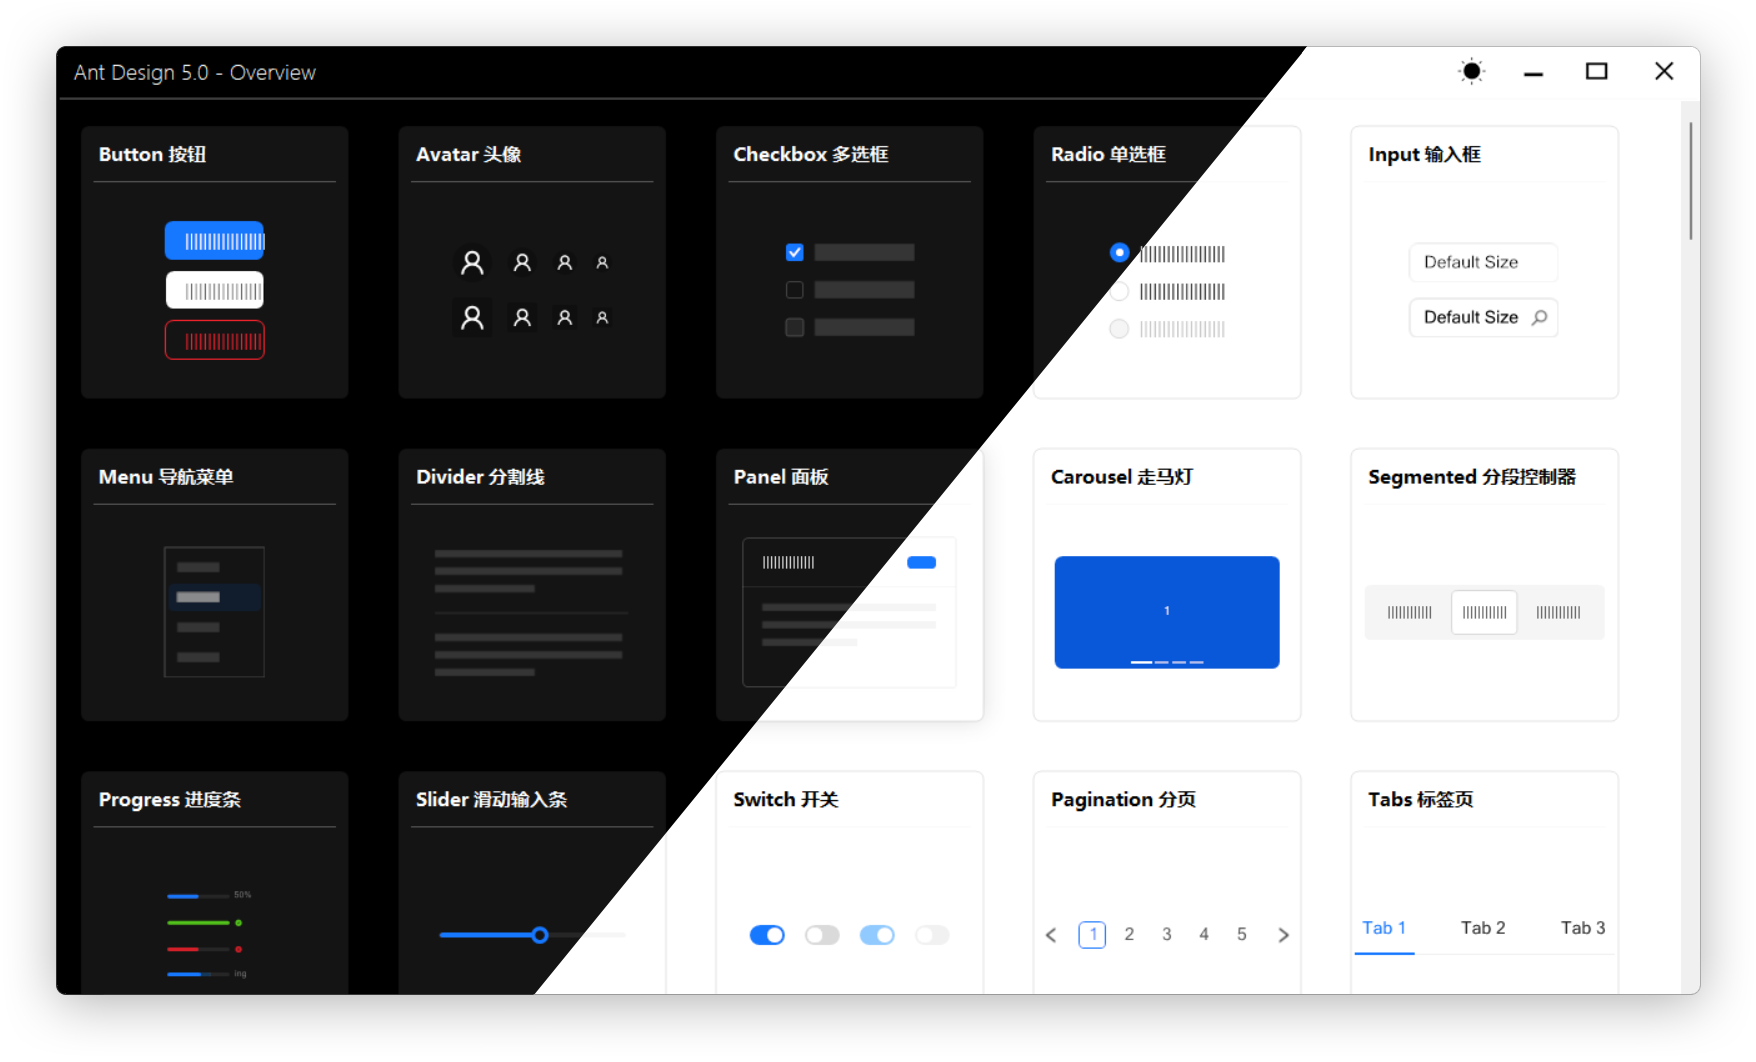 Ant Design 5.0 - Overview
Button 按钮
Avatar 头像
Checkbox 多选框
Radio 单选框
Input 输入框
Default Size
Default Size
Menu 导航菜单
Divider 分割线
Panel 面板
Carousel 走马灯
Segmented 分段控制器
1
Progress 进度条
Slider 滑动输入条
Switch 开关
Pagination 分页
Tabs 标签页
50%
ing
1 2 3 4 5
Tab 1 Tab 2 Tab 3